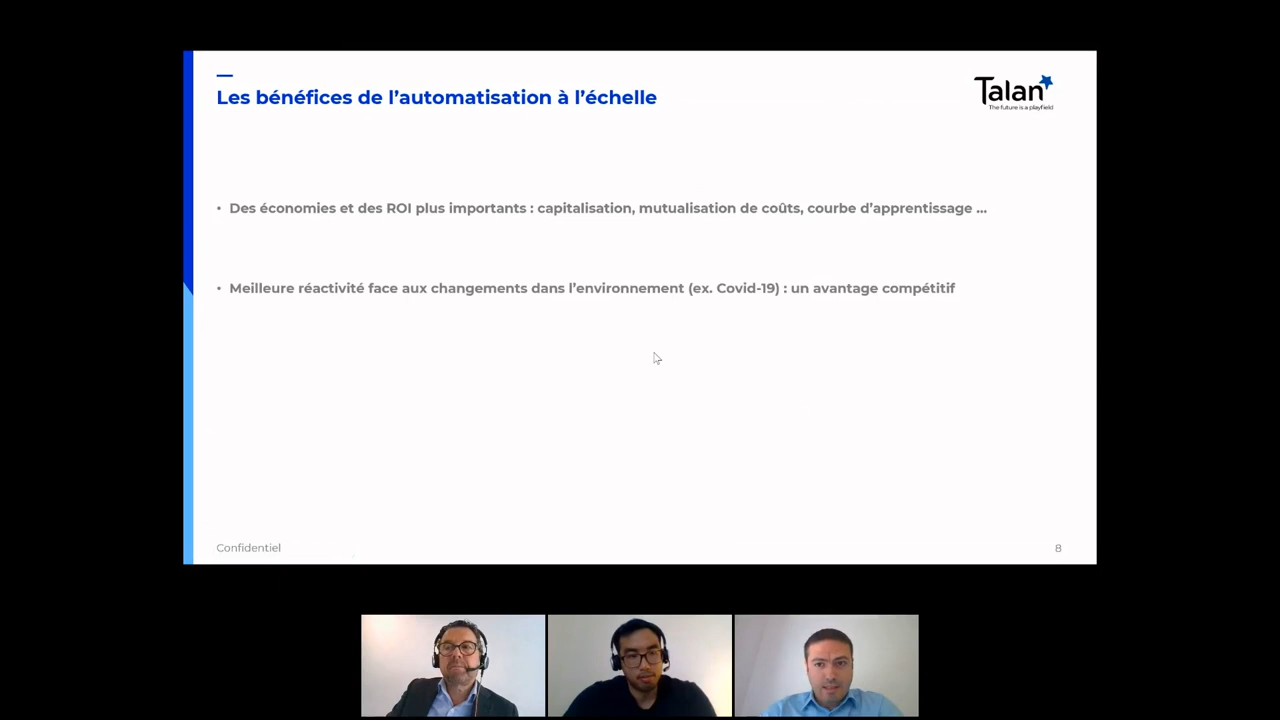 Les bénéfices de l'automatisation à l'échelle
Talan
The future is a playfield
• Des économies et des ROI plus importants : capitalisation, mutualisation de coûts, courbe d'apprentissage ...
• Meilleure réactivité face aux changements dans l'environnement (ex. Covid-19) : un avantage compétitif
Confidentiel
8